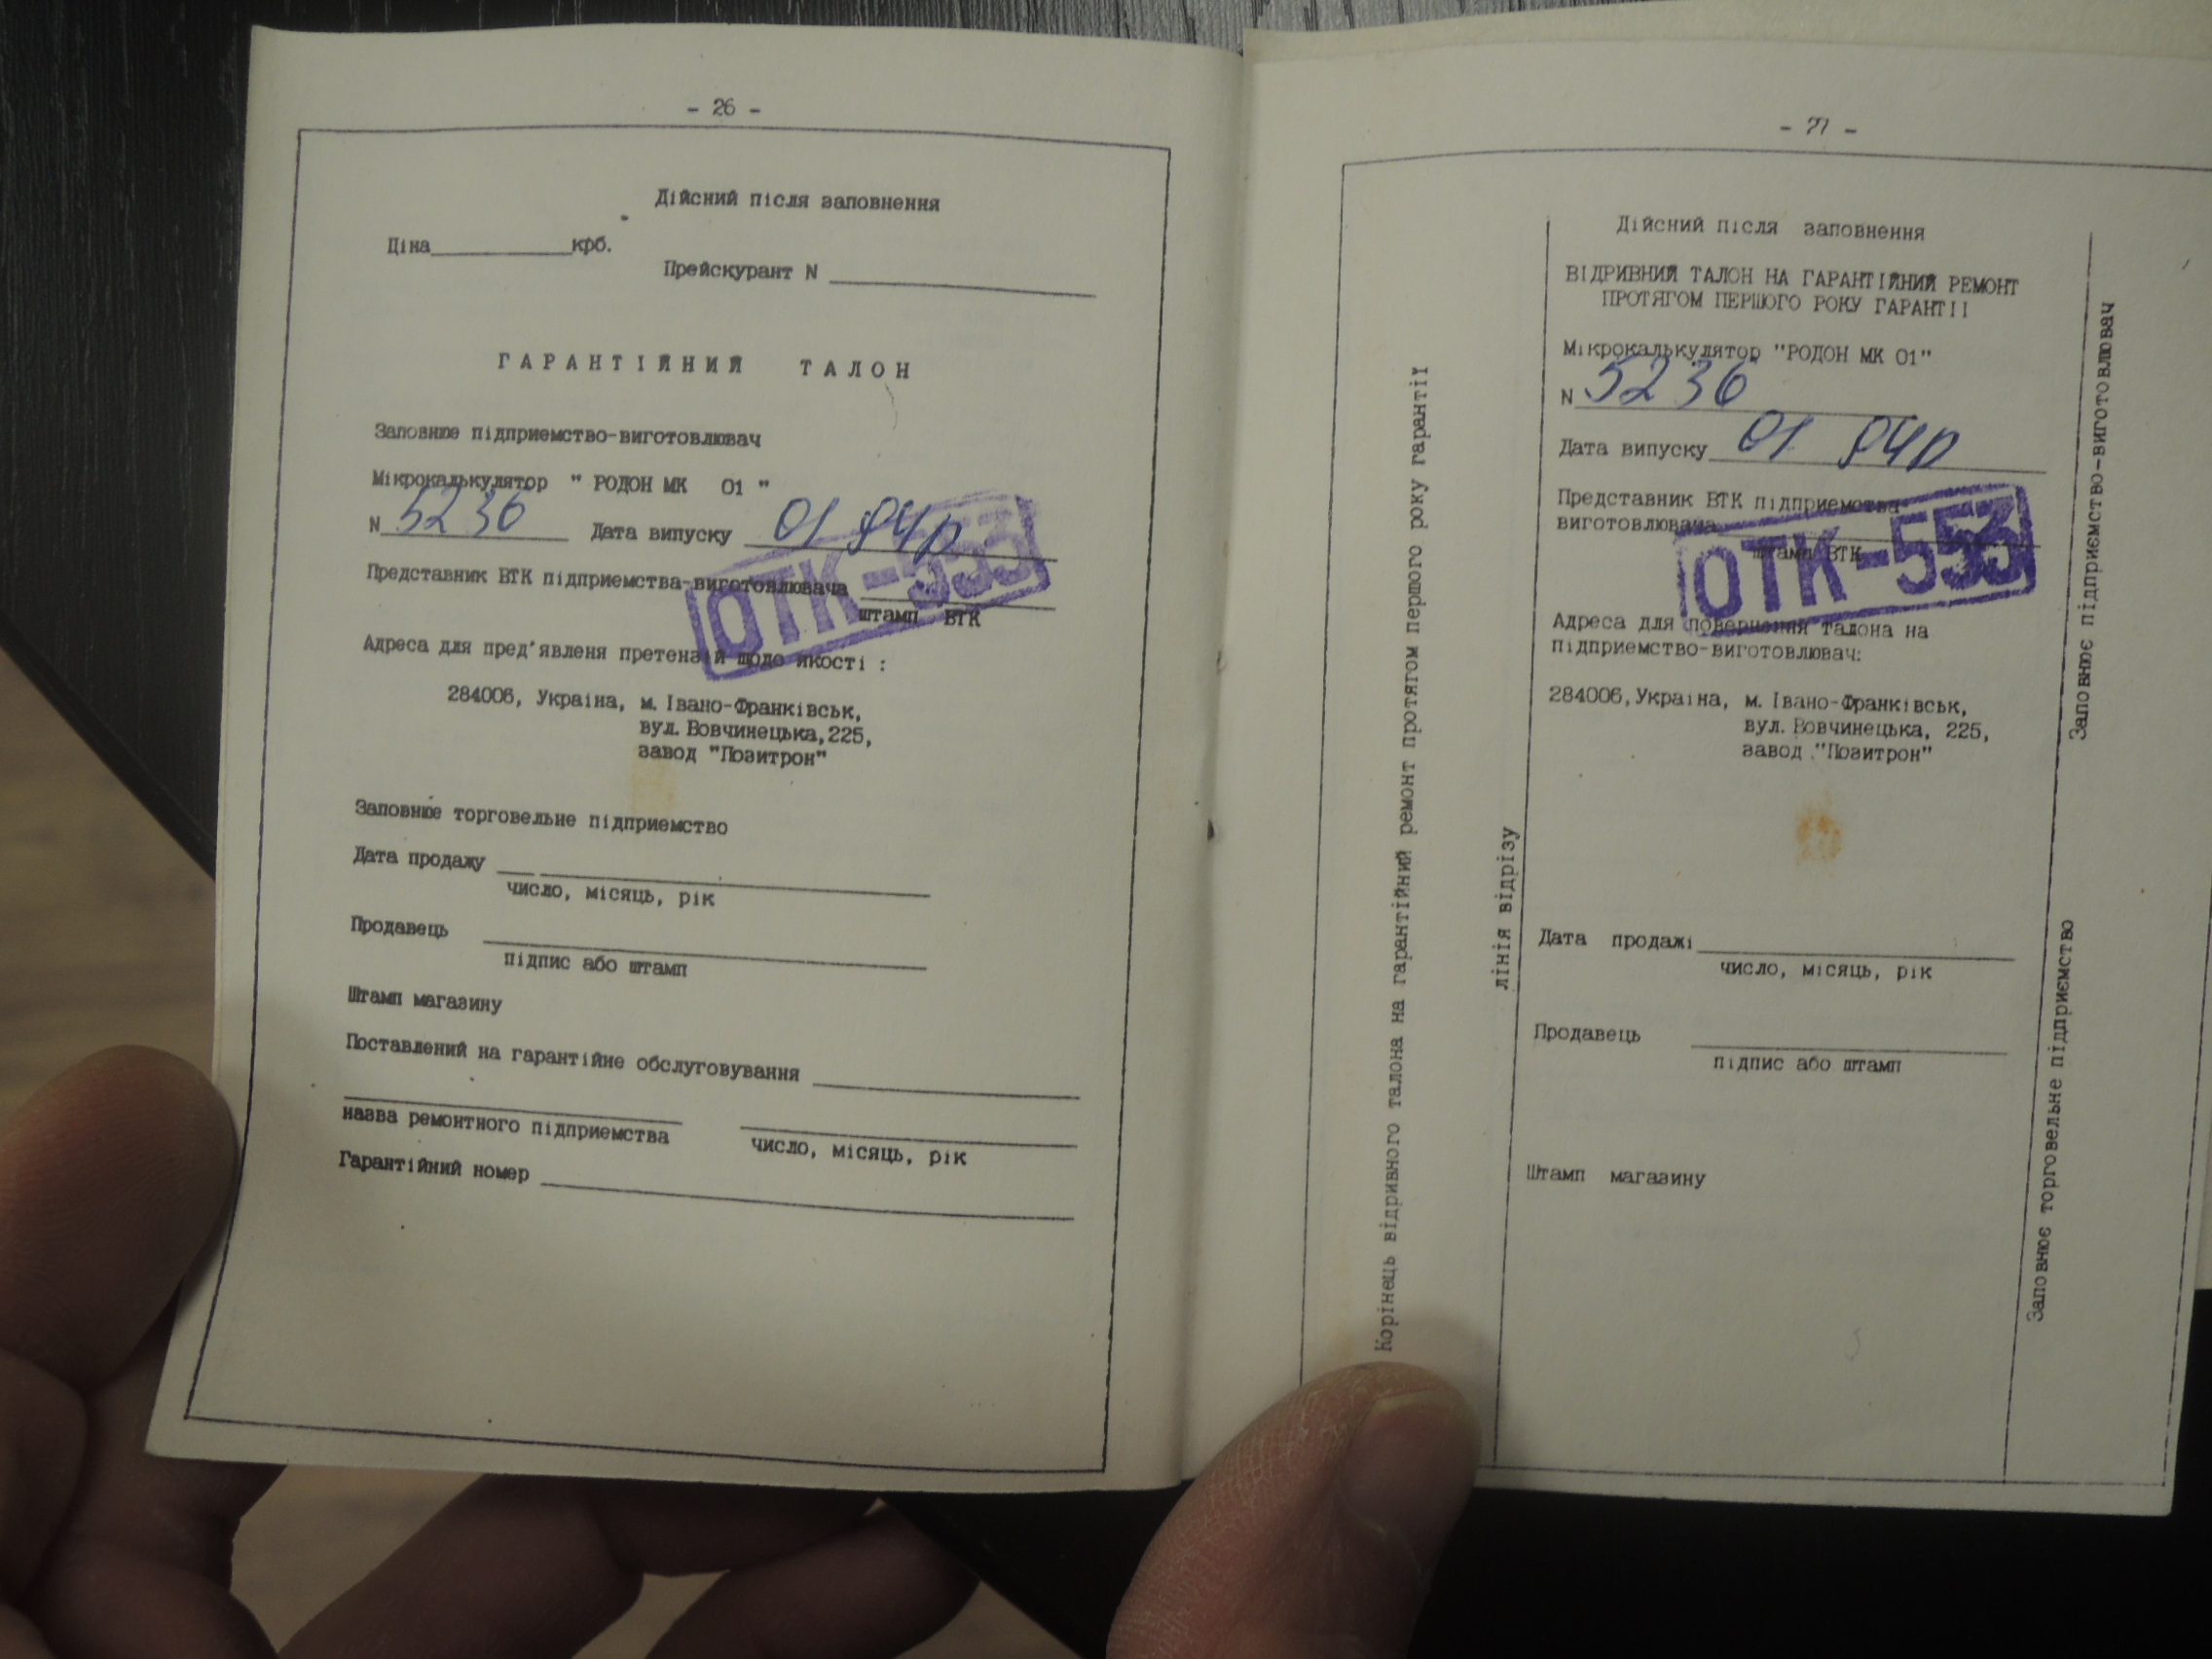 - 26 -
Дійсний після заповнення
Ціна__________крб.
Прейскурант N
ГАРАНТІЙНИЙ ТАЛОН
Заповнює підприємство-виготовлювач
Мікрокалькулятор " РОДОН МК 01 "
N 5236 Дата випуску 01 94р
Представник ВТК підприємства-виготовлювача
штамп ВТК
ОТК-553
Адреса для пред'явленя претензій щодо якості :
284006, Україна, м. Івано-Франківськ,
вул. Вовчинецька,225,
завод "Позитрон"
Заповнює торговельне підприємство
Дата продажу
число, місяць, рік
Продавець
підпис або штамп
Штамп магазину
Поставлений на гарантійне обслуговування
назва ремонтного підприємства
число, місяць, рік
Гарантійний номер
- 27 -
Корінець відривного талона на гарантійний ремонт протягом першого року гарантії
лінія відрізу
Дійсний після заповнення
ВІДРИВНИЙ ТАЛОН НА ГАРАНТІЙНИЙ РЕМОНТ
ПРОТЯГОМ ПЕРШОГО РОКУ ГАРАНТІІ
Мікрокалькулятор "РОДОН МК 01"
N 5236
Дата випуску 01 94р
Представник ВТК підприємства-
виготовлювача
штамп ВТК
ОТК-553
Адреса для повернення талона на
підприємство-виготовлювач:
284006,Україна, м. Івано-Франківськ,
вул. Вовчинецька, 225,
завод "Позитрон"
Дата продажі
число, місяць, рік
Продавець
підпис або штамп
Штамп магазину
Заповнює підприємство-виготовлювач
Заповнює торговельне підприємство